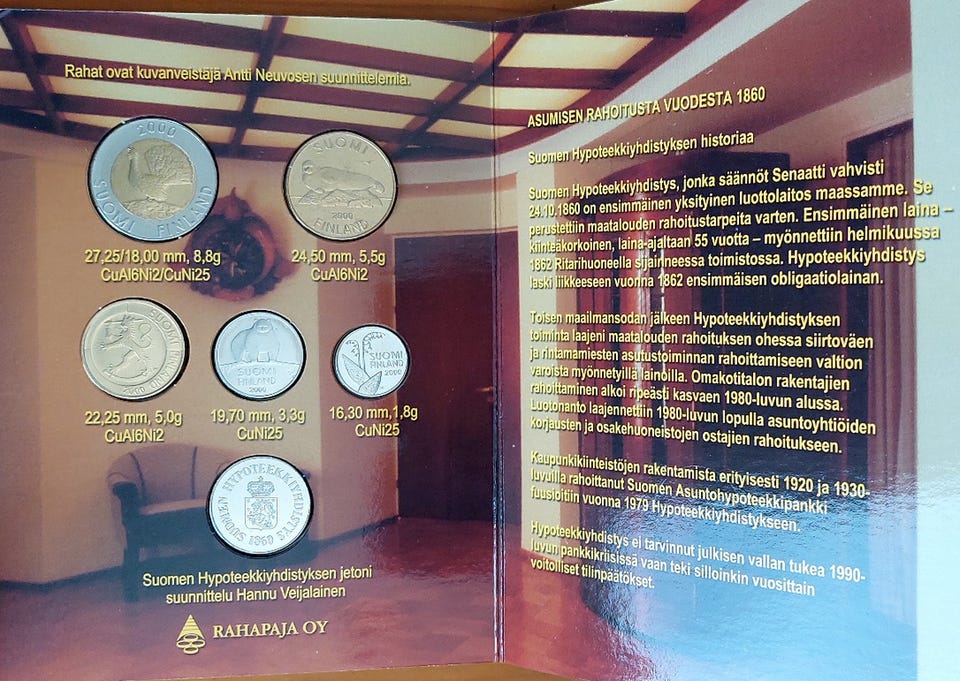 Rahat ovat kuvanveistäjä Antti Neuvosen suunnittelemia.
2000
SUOMI FINLAND
27,25/18,00 mm, 8,8g
CuAl6Ni2/CuNi25
SUOMI
2000
FINLAND
24,50 mm, 5,5g
CuAl6Ni2
SUOMI
FINLAND
2000
22,25 mm, 5,0g
CuAl6Ni2
SUOMI
FINLAND
2000
19,70 mm, 3,3g
CuNi25
SUOMI
FINLAND
2000
16,30 mm, 1,8g
CuNi25
SUOMEN HYPOTEEKKIYHDISTYS
1860
Suomen Hypoteekkiyhdistyksen jetoni
suunnittelu Hannu Veijalainen
RAHAPAJA OY
ASUMISEN RAHOITUSTA VUODESTA 1860
Suomen Hypoteekkiyhdistyksen historiaa
Suomen Hypoteekkiyhdistys, jonka säännöt Senaatti vahvisti
24.10.1860 on ensimmäinen yksityinen luottolaitos maassamme. Se
perustettiin maatalouden rahoitustarpeita varten. Ensimmäinen laina –
kiinteäkorkoinen, laina-ajaltaan 55 vuotta – myönnettiin helmikuussa
1862 Ritarihuoneella sijainneessa toimistossa. Hypoteekkiyhdistys
laski liikkeeseen vuonna 1862 ensimmäisen obligaatiolainan.
Toisen maailmansodan jälkeen Hypoteekkiyhdistyksen
toiminta laajeni maatalouden rahoituksen ohessa siirtoväen
ja rintamamiesten asutustoiminnan rahoittamiseen valtion
varoista myönnetyillä lainoilla. Omakotitalon rakentajien
rahoittaminen alkoi ripeästi kasvaen 1980-luvun alussa.
Luotonanto laajennettiin 1980-luvun lopulla asuntoyhtiöiden
korjausten ja osakehuoneistojen ostajien rahoitukseen.
Kaupunkikiinteistöjen rakentamista erityisesti 1920 ja 1930-
luvuilla rahoittanut Suomen Asuntohypoteekkipankki
fuusioitiin vuonna 1979 Hypoteekkiyhdistykseen.
Hypoteekkiyhdistys ei tarvinnut julkisen vallan tukea 1990-
luvun pankkikriisissä vaan teki silloinkin vuosittain
voitolliset tilinpäätökset.